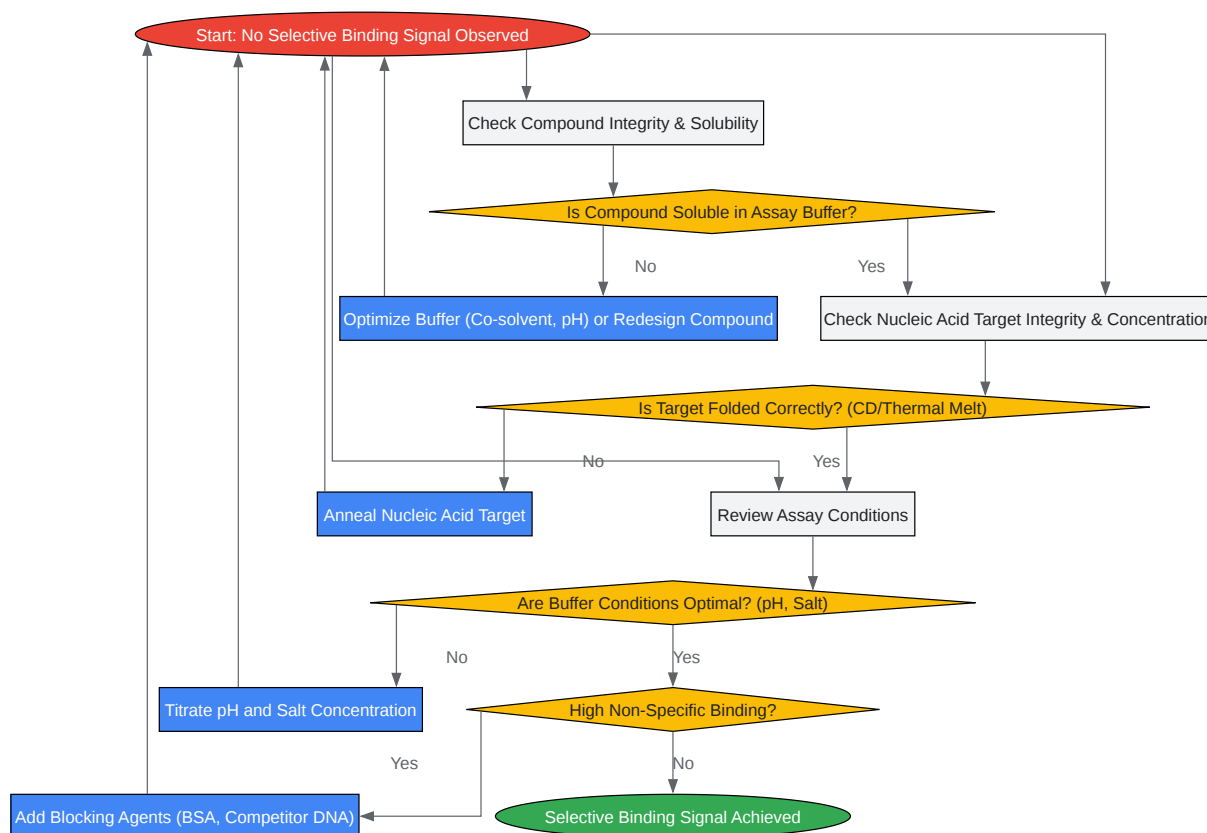 Start: No Selective Binding Signal Observed
Check Compound Integrity & Solubility
Is Compound Soluble in Assay Buffer?
No
Yes
Optimize Buffer (Co-solvent, pH) or Redesign Compound
Check Nucleic Acid Target Integrity & Concentration
Is Target Folded Correctly? (CD/Thermal Melt)
No
Yes
Anneal Nucleic Acid Target
Review Assay Conditions
Are Buffer Conditions Optimal? (pH, Salt)
No
Yes
Titrate pH and Salt Concentration
High Non-Specific Binding?
Yes
No
Add Blocking Agents (BSA, Competitor DNA)
Selective Binding Signal Achieved